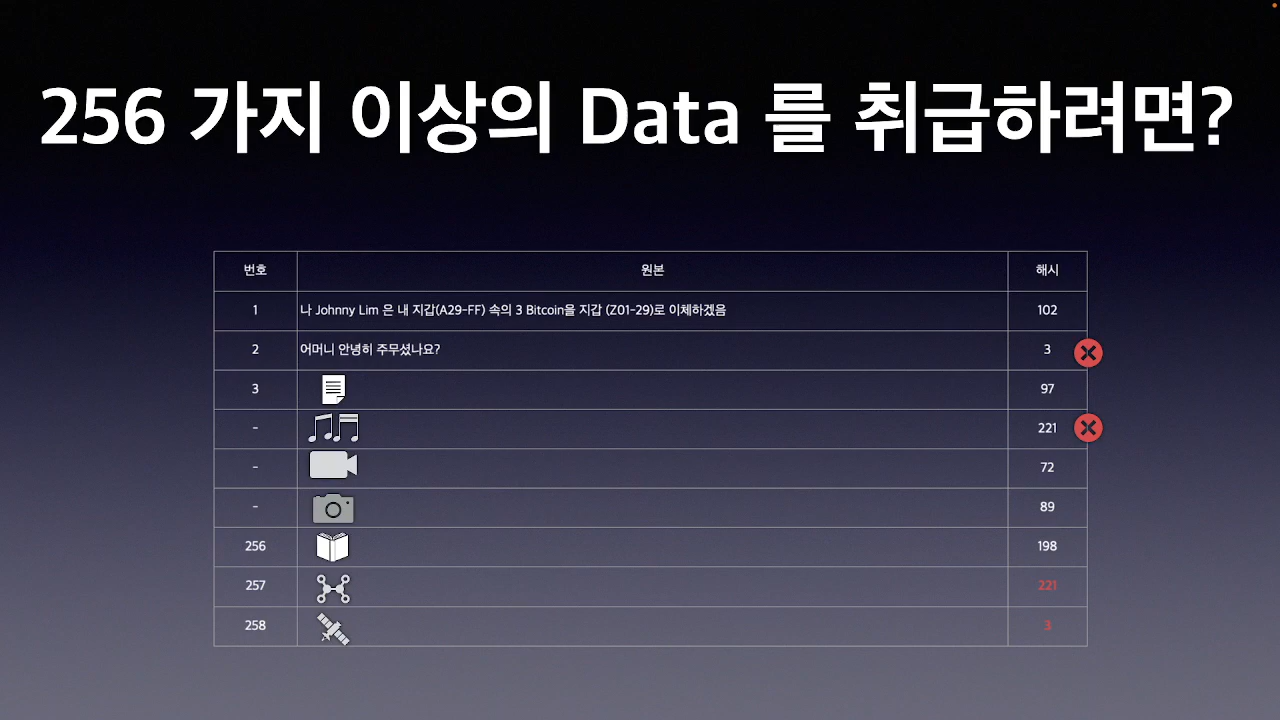 256 가지 이상의 Data 를 취급하려면?
번호 원본 해시
1 나 Johnny Lim 은 내 지갑(A29-FF) 속의 3 Bitcoin을 지갑 (Z01-29)로 이체하겠음 102
2 어머니 안녕히 주무셨나요? 3
3 97
- 221
- 72
- 89
256 198
257 221
258 3